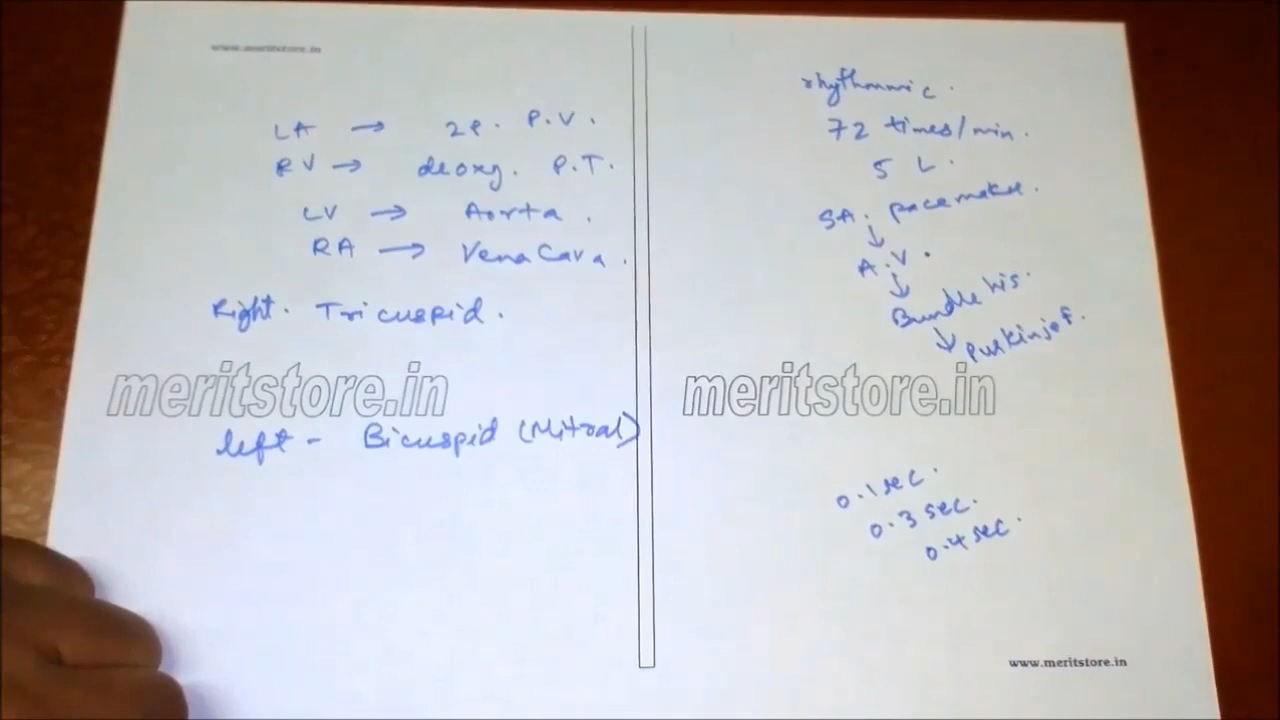 www.meritstore.in
LA → 2P. P.V.
RV → deoxy. P.T.
LV → Aorta.
RA → Vena Cava.
Right. Tricuspid.
meritstore.in
left - Bicuspid (Mitral)
rhythmic.
72 times/min.
5 L.
SA. pacemaker.
↓
A.V.
↓
Bundle his.
↓
Purkinje f.
meritstore.in
0.1 sec.
0.3 sec.
0.4 sec.
www.meritstore.in